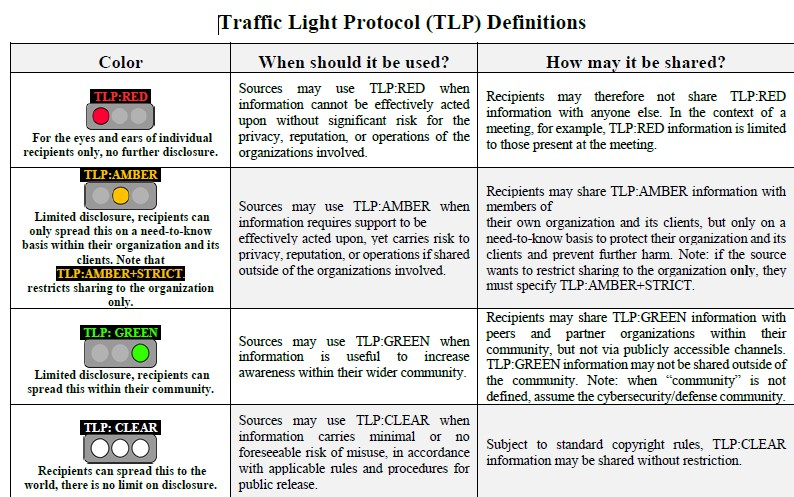 Traffic Light Protocol (TLP) Definitions
Color
When should it be used?
How may it be shared?
TLP:RED
For the eyes and ears of individual
recipients only, no further disclosure.
Sources may use TLP:RED when
information cannot be effectively acted
upon without significant risk for the
privacy, reputation, or operations of the
organizations involved.
Recipients may therefore not share TLP:RED
information with anyone else. In the context of a
meeting, for example, TLP:RED information is limited
to those present at the meeting.
TLP:AMBER
Limited disclosure, recipients can
only spread this on a need-to-know
basis within their organization and its
clients. Note that
TLP:AMBER+STRICT
restricts sharing to the organization
only.
Sources may use TLP:AMBER when
information requires support to be
effectively acted upon, yet carries risk to
privacy, reputation, or operations if shared
outside of the organizations involved.
Recipients may share TLP:AMBER information with
members of
their own organization and its clients, but only on a
need-to-know basis to protect their organization and its
clients and prevent further harm. Note: if the source
wants to restrict sharing to the organization only, they
must specify TLP:AMBER+STRICT.
TLP: GREEN
Limited disclosure, recipients can
spread this within their community.
Sources may use TLP:GREEN when
information is useful to increase
awareness within their wider community.
Recipients may share TLP:GREEN information with
peers and partner organizations within their
community, but not via publicly accessible channels.
TLP:GREEN information may not be shared outside of
the community. Note: when “community” is not
defined, assume the cybersecurity/defense community.
TLP: CLEAR
Recipients can spread this to the
world, there is no limit on disclosure.
Sources may use TLP:CLEAR when
information carries minimal or no
foreseeable risk of misuse, in accordance
with applicable rules and procedures for
public release.
Subject to standard copyright rules, TLP:CLEAR
information may be shared without restriction.